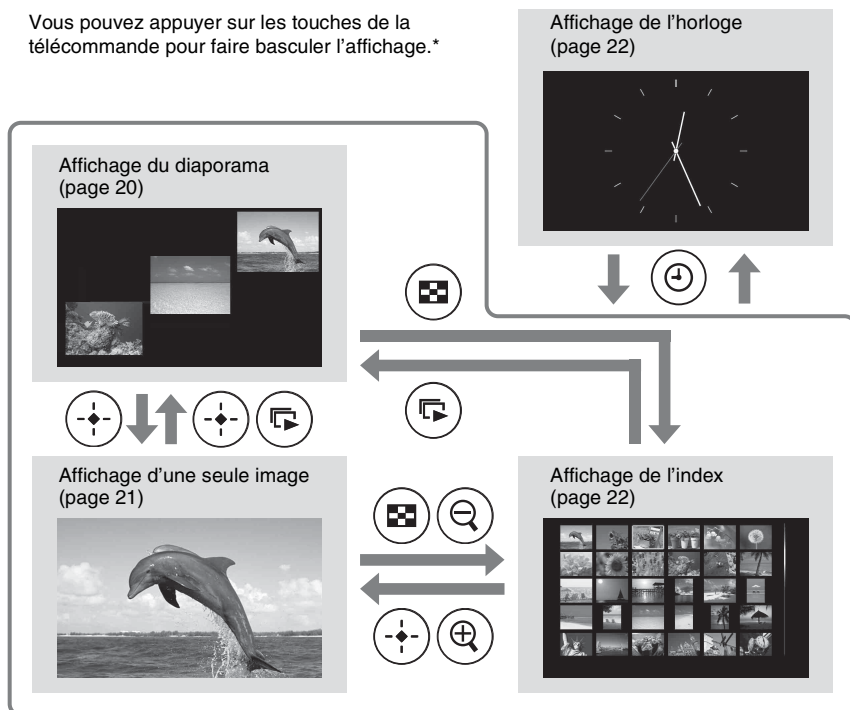 Vous pouvez appuyer sur les touches de la
télécommande pour faire basculer l'affichage.*
Affichage de l'horloge
(page 22)
Affichage du diaporama
(page 20)
Affichage d'une seule image
(page 21)
Affichage de l'index
(page 22)